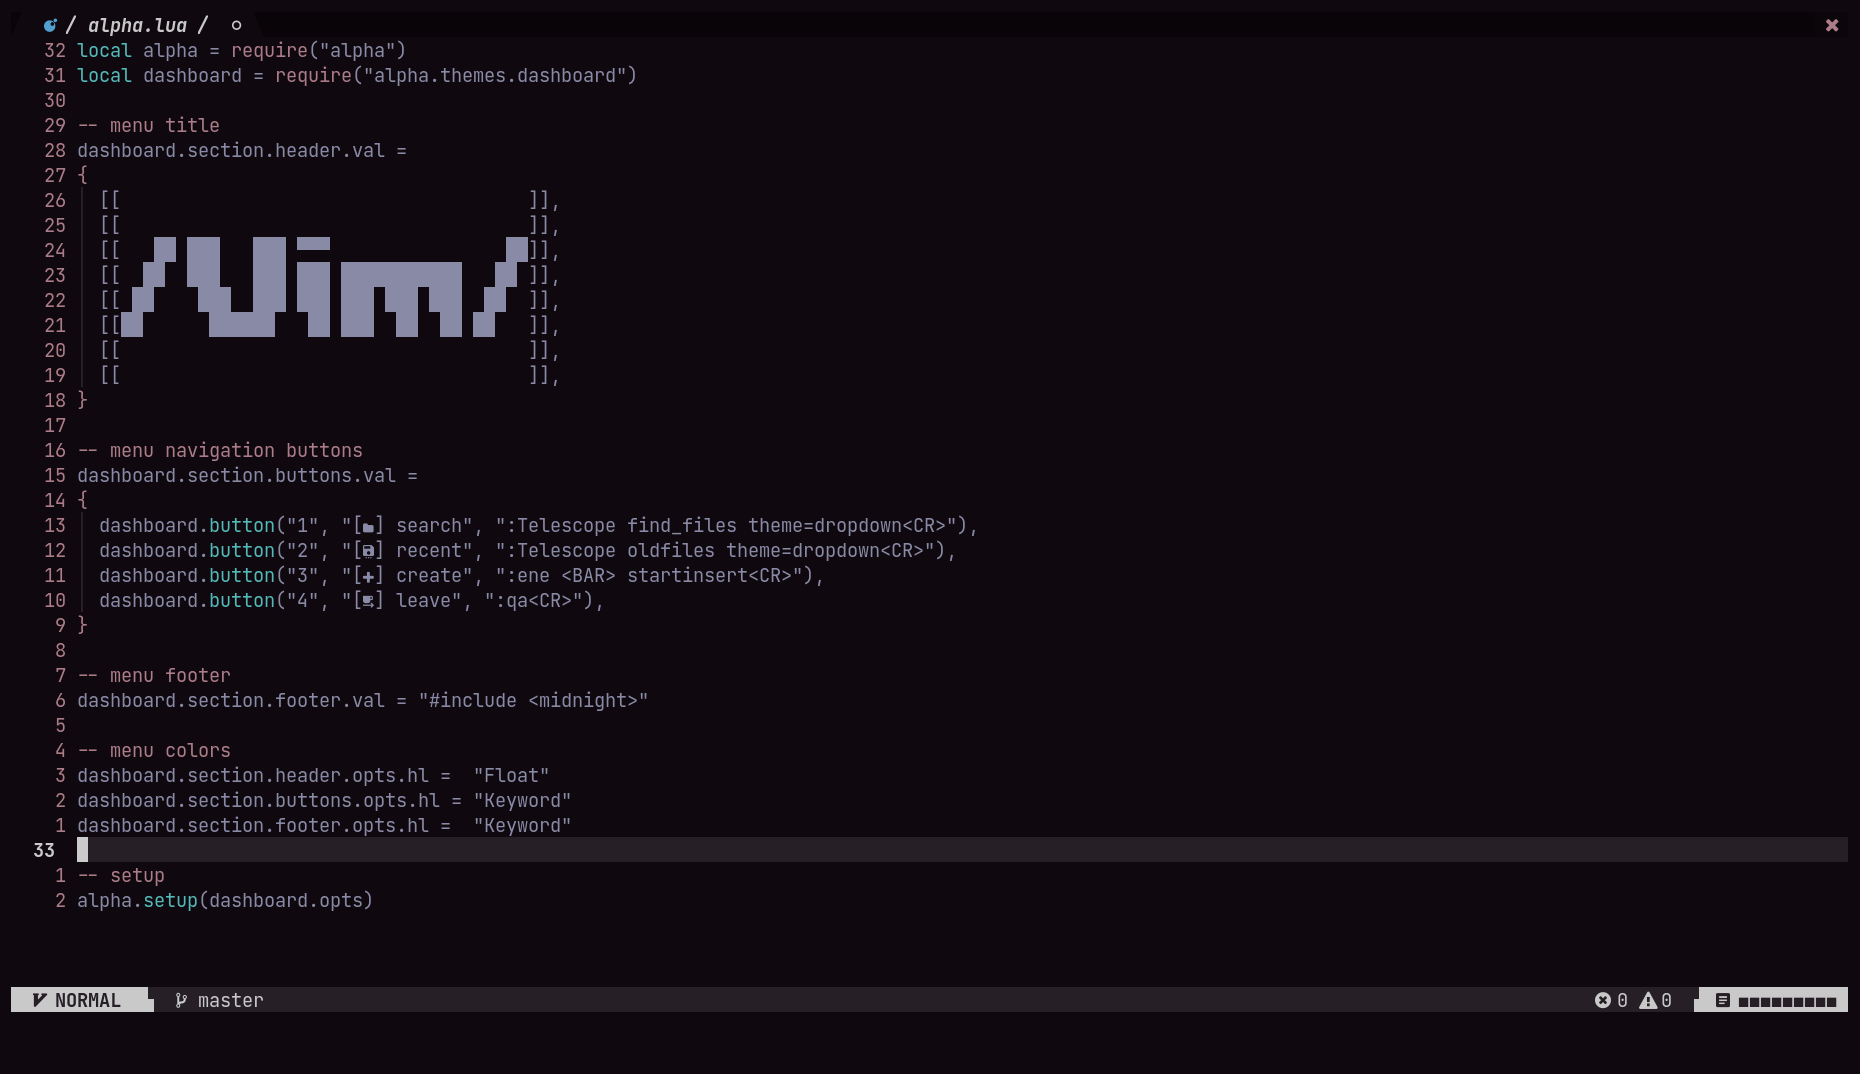 / alpha.lua /
32 local alpha = require("alpha")
31 local dashboard = require("alpha.themes.dashboard")
30
29 -- menu title
28 dashboard.section.header.val =
27 {
26 [[ ]],
25 [[ ]],
24 [[ ]],
23 [[ ]],
22 [[ ]],
21 [[ ]],
20 [[ ]],
19 [[ ]],
18 }
17
16 -- menu navigation buttons
15 dashboard.section.buttons.val =
14 {
13 dashboard.button("1", "[] search", ":Telescope find_files theme=dropdown<CR>"),
12 dashboard.button("2", "[] recent", ":Telescope oldfiles theme=dropdown<CR>"),
11 dashboard.button("3", "[] create", ":ene <BAR> startinsert<CR>"),
10 dashboard.button("4", "[] leave", ":qa<CR>"),
9 }
8
7 -- menu footer
6 dashboard.section.footer.val = "#include <midnight>"
5
4 -- menu colors
3 dashboard.section.header.opts.hl =  "Float"
2 dashboard.section.buttons.opts.hl = "Keyword"
1 dashboard.section.footer.opts.hl =  "Keyword"
33
1 -- setup
2 alpha.setup(dashboard.opts)
NORMAL master 0 0